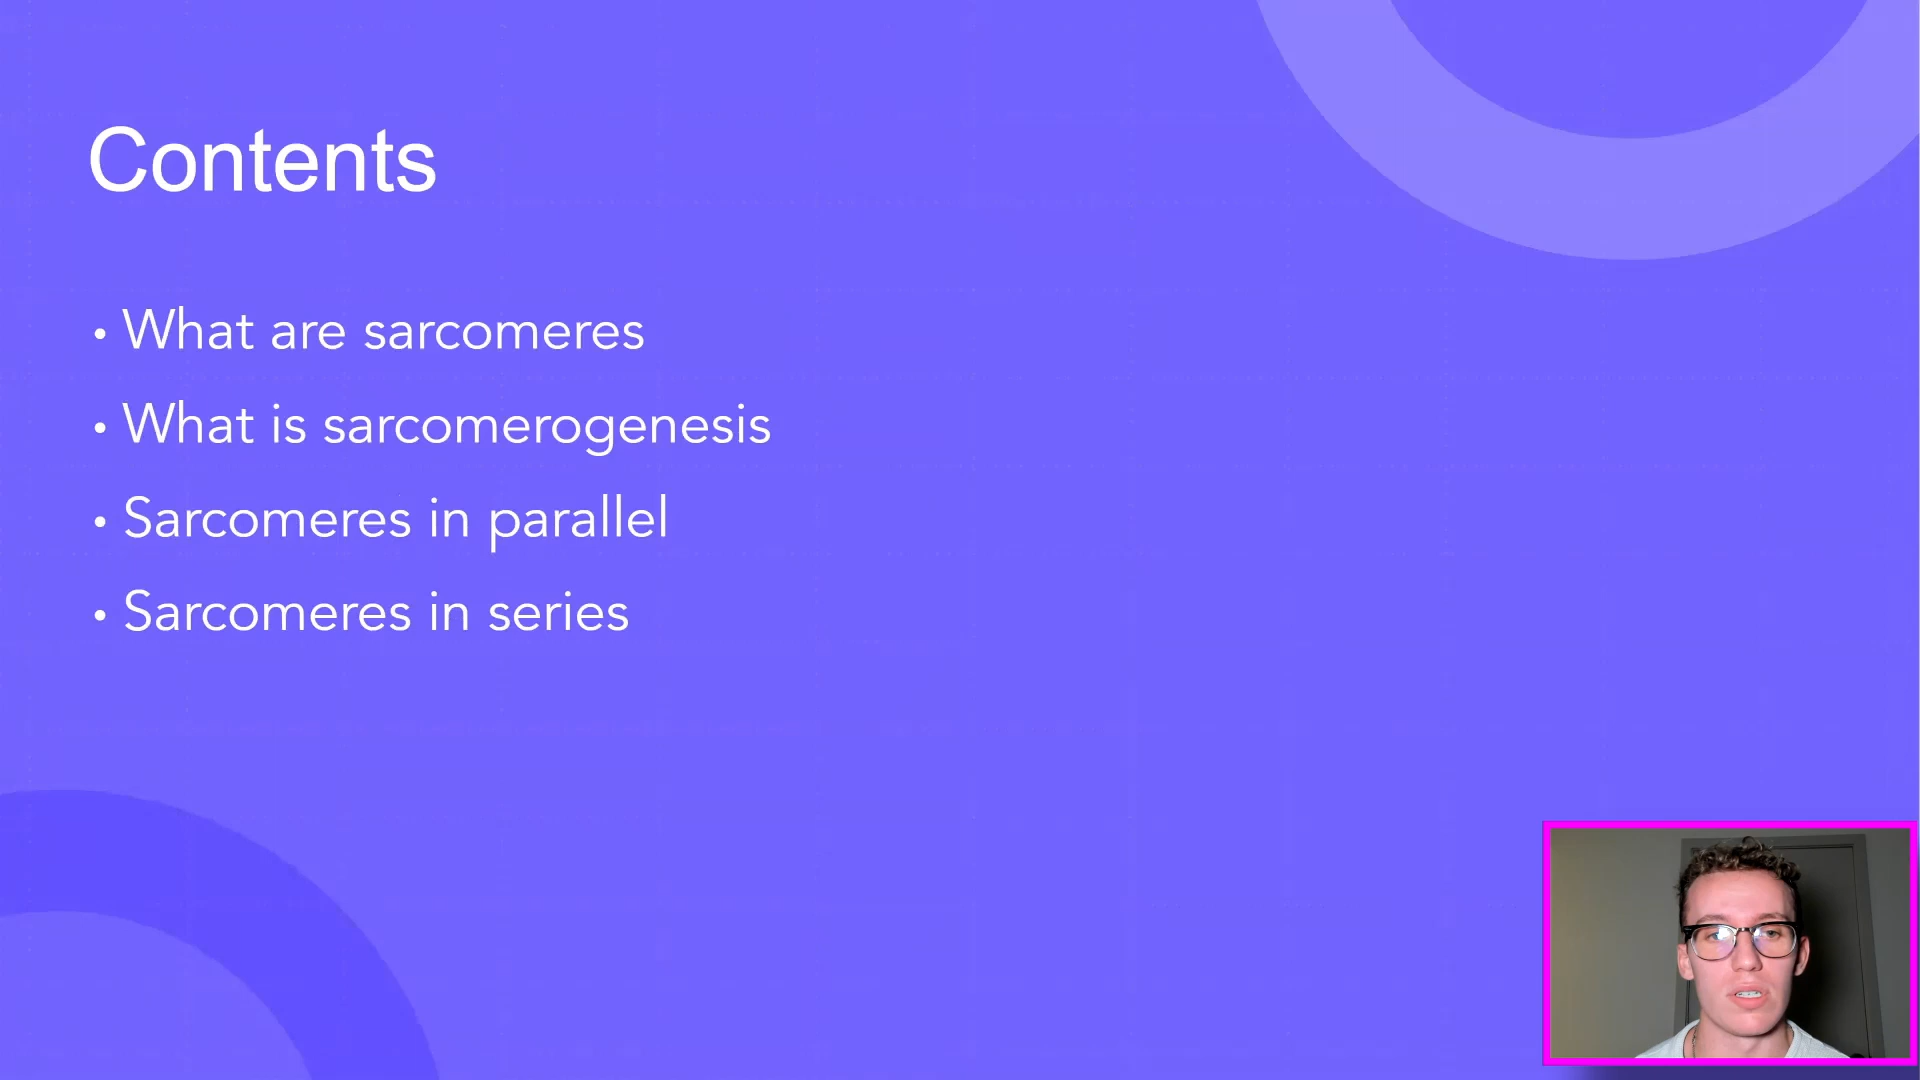 Contents
• What are sarcomeres
• What is sarcomerogenesis
• Sarcomeres in parallel
• Sarcomeres in series